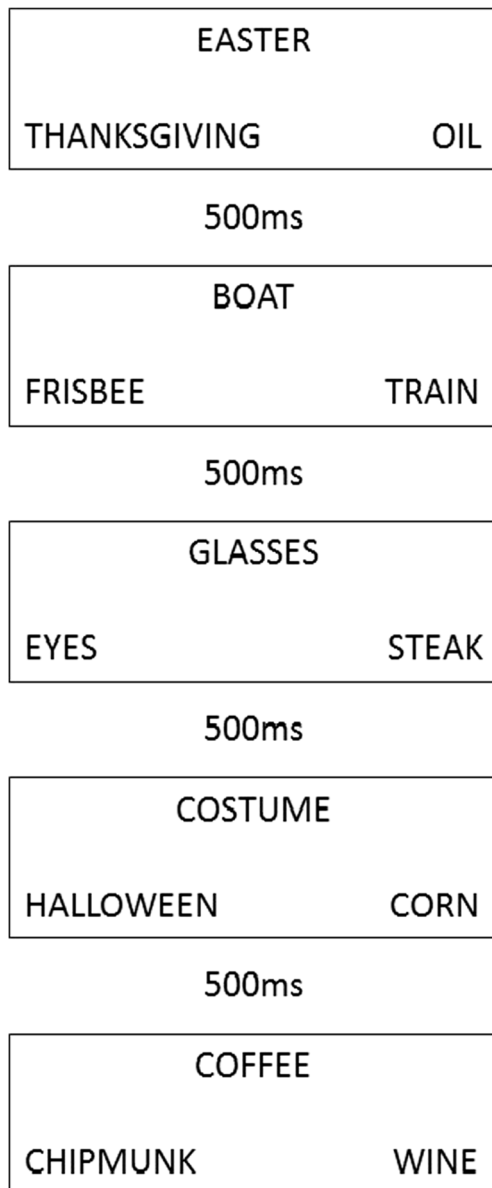 EASTER
THANKSGIVING OIL
500ms
BOAT
FRISBEE TRAIN
500ms
GLASSES
EYES STEAK
500ms
COSTUME
HALLOWEEN CORN
500ms
COFFEE
CHIPMUNK WINE